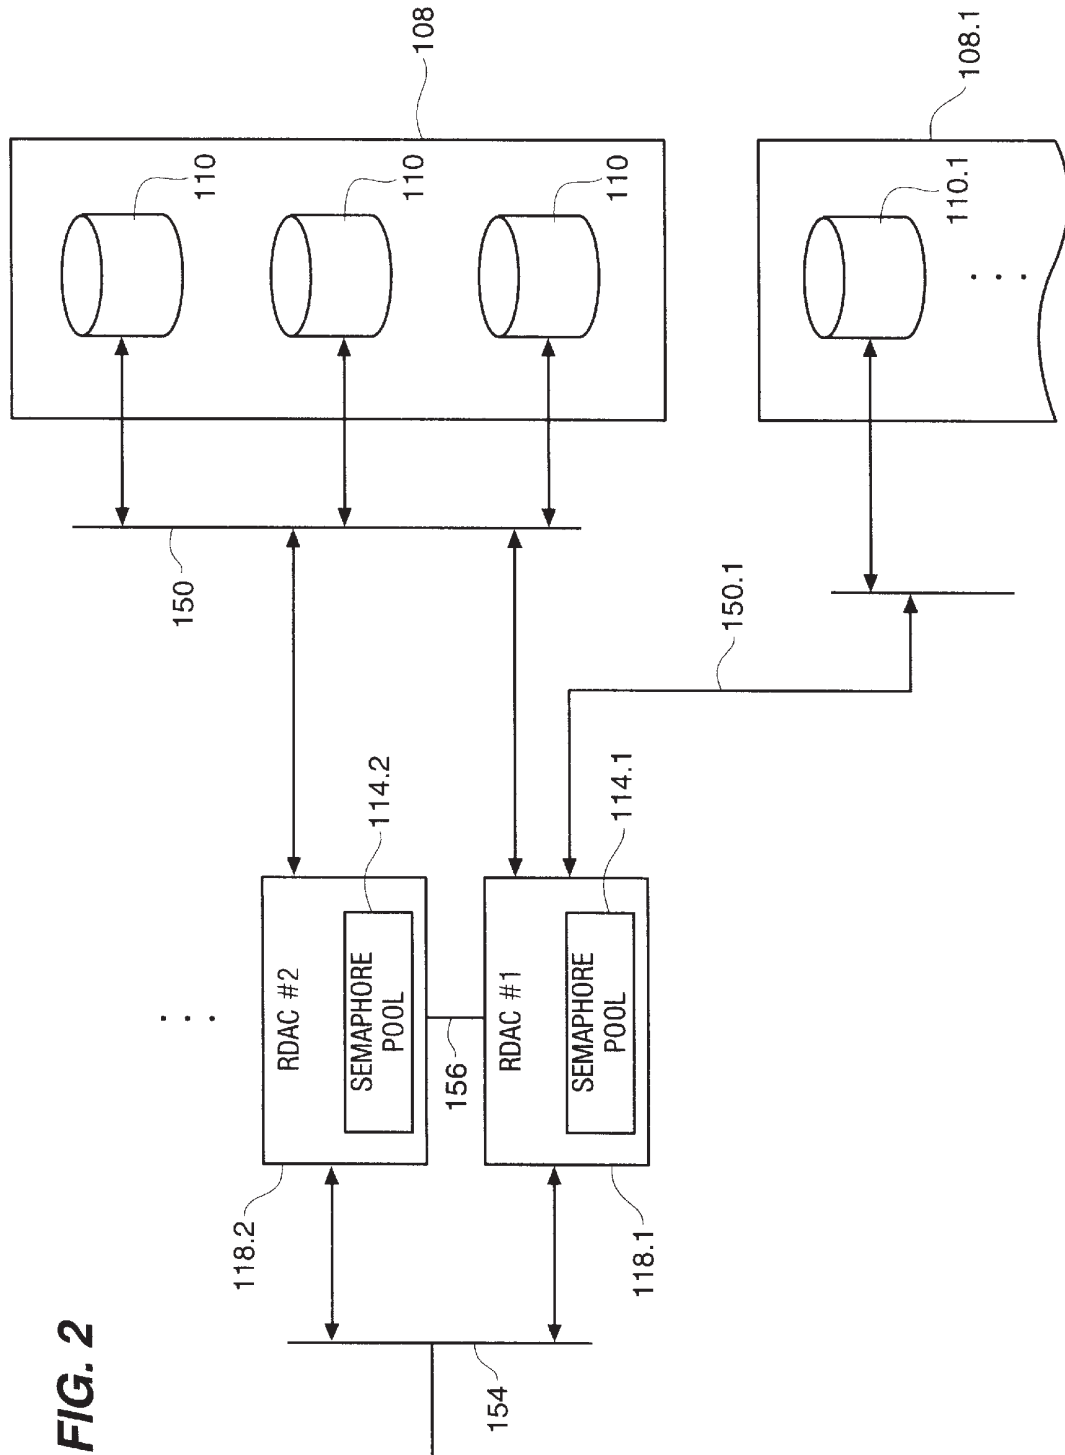 FIG. 2
108
110
110
110
108.1
110.1
150
150.1
118.2
RDAC #2
SEMAPHORE
POOL
114.2
156
118.1
RDAC #1
SEMAPHORE
POOL
114.1
154